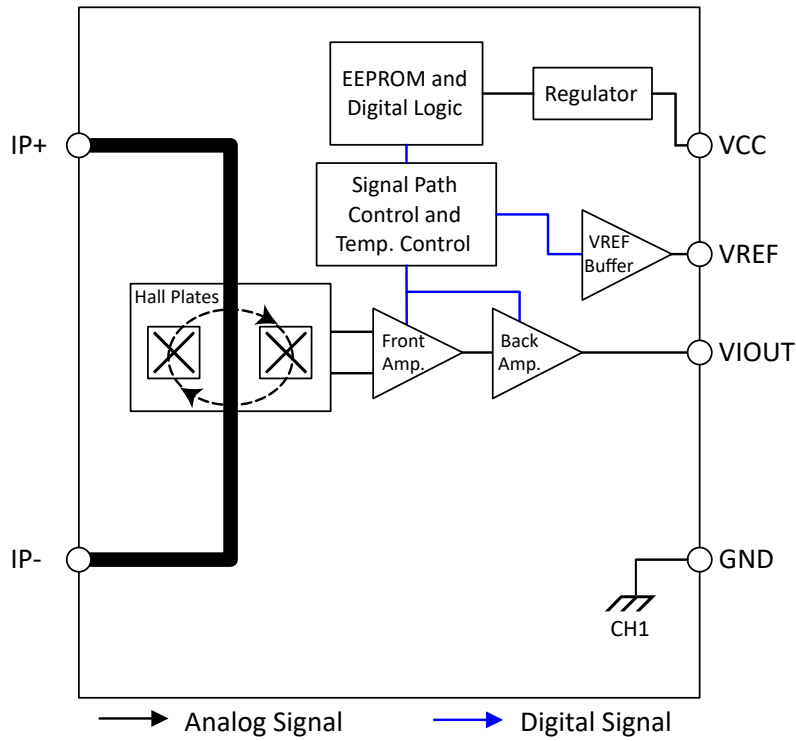 EEPROM and
Digital Logic
Regulator
IP+
VCC
Signal Path
Control and
Temp. Control
VREF
Buffer
VREF
Hall Plates
Front
Amp.
Back
Amp.
VIOUT
IP-
GND
CH1
Analog Signal
Digital Signal